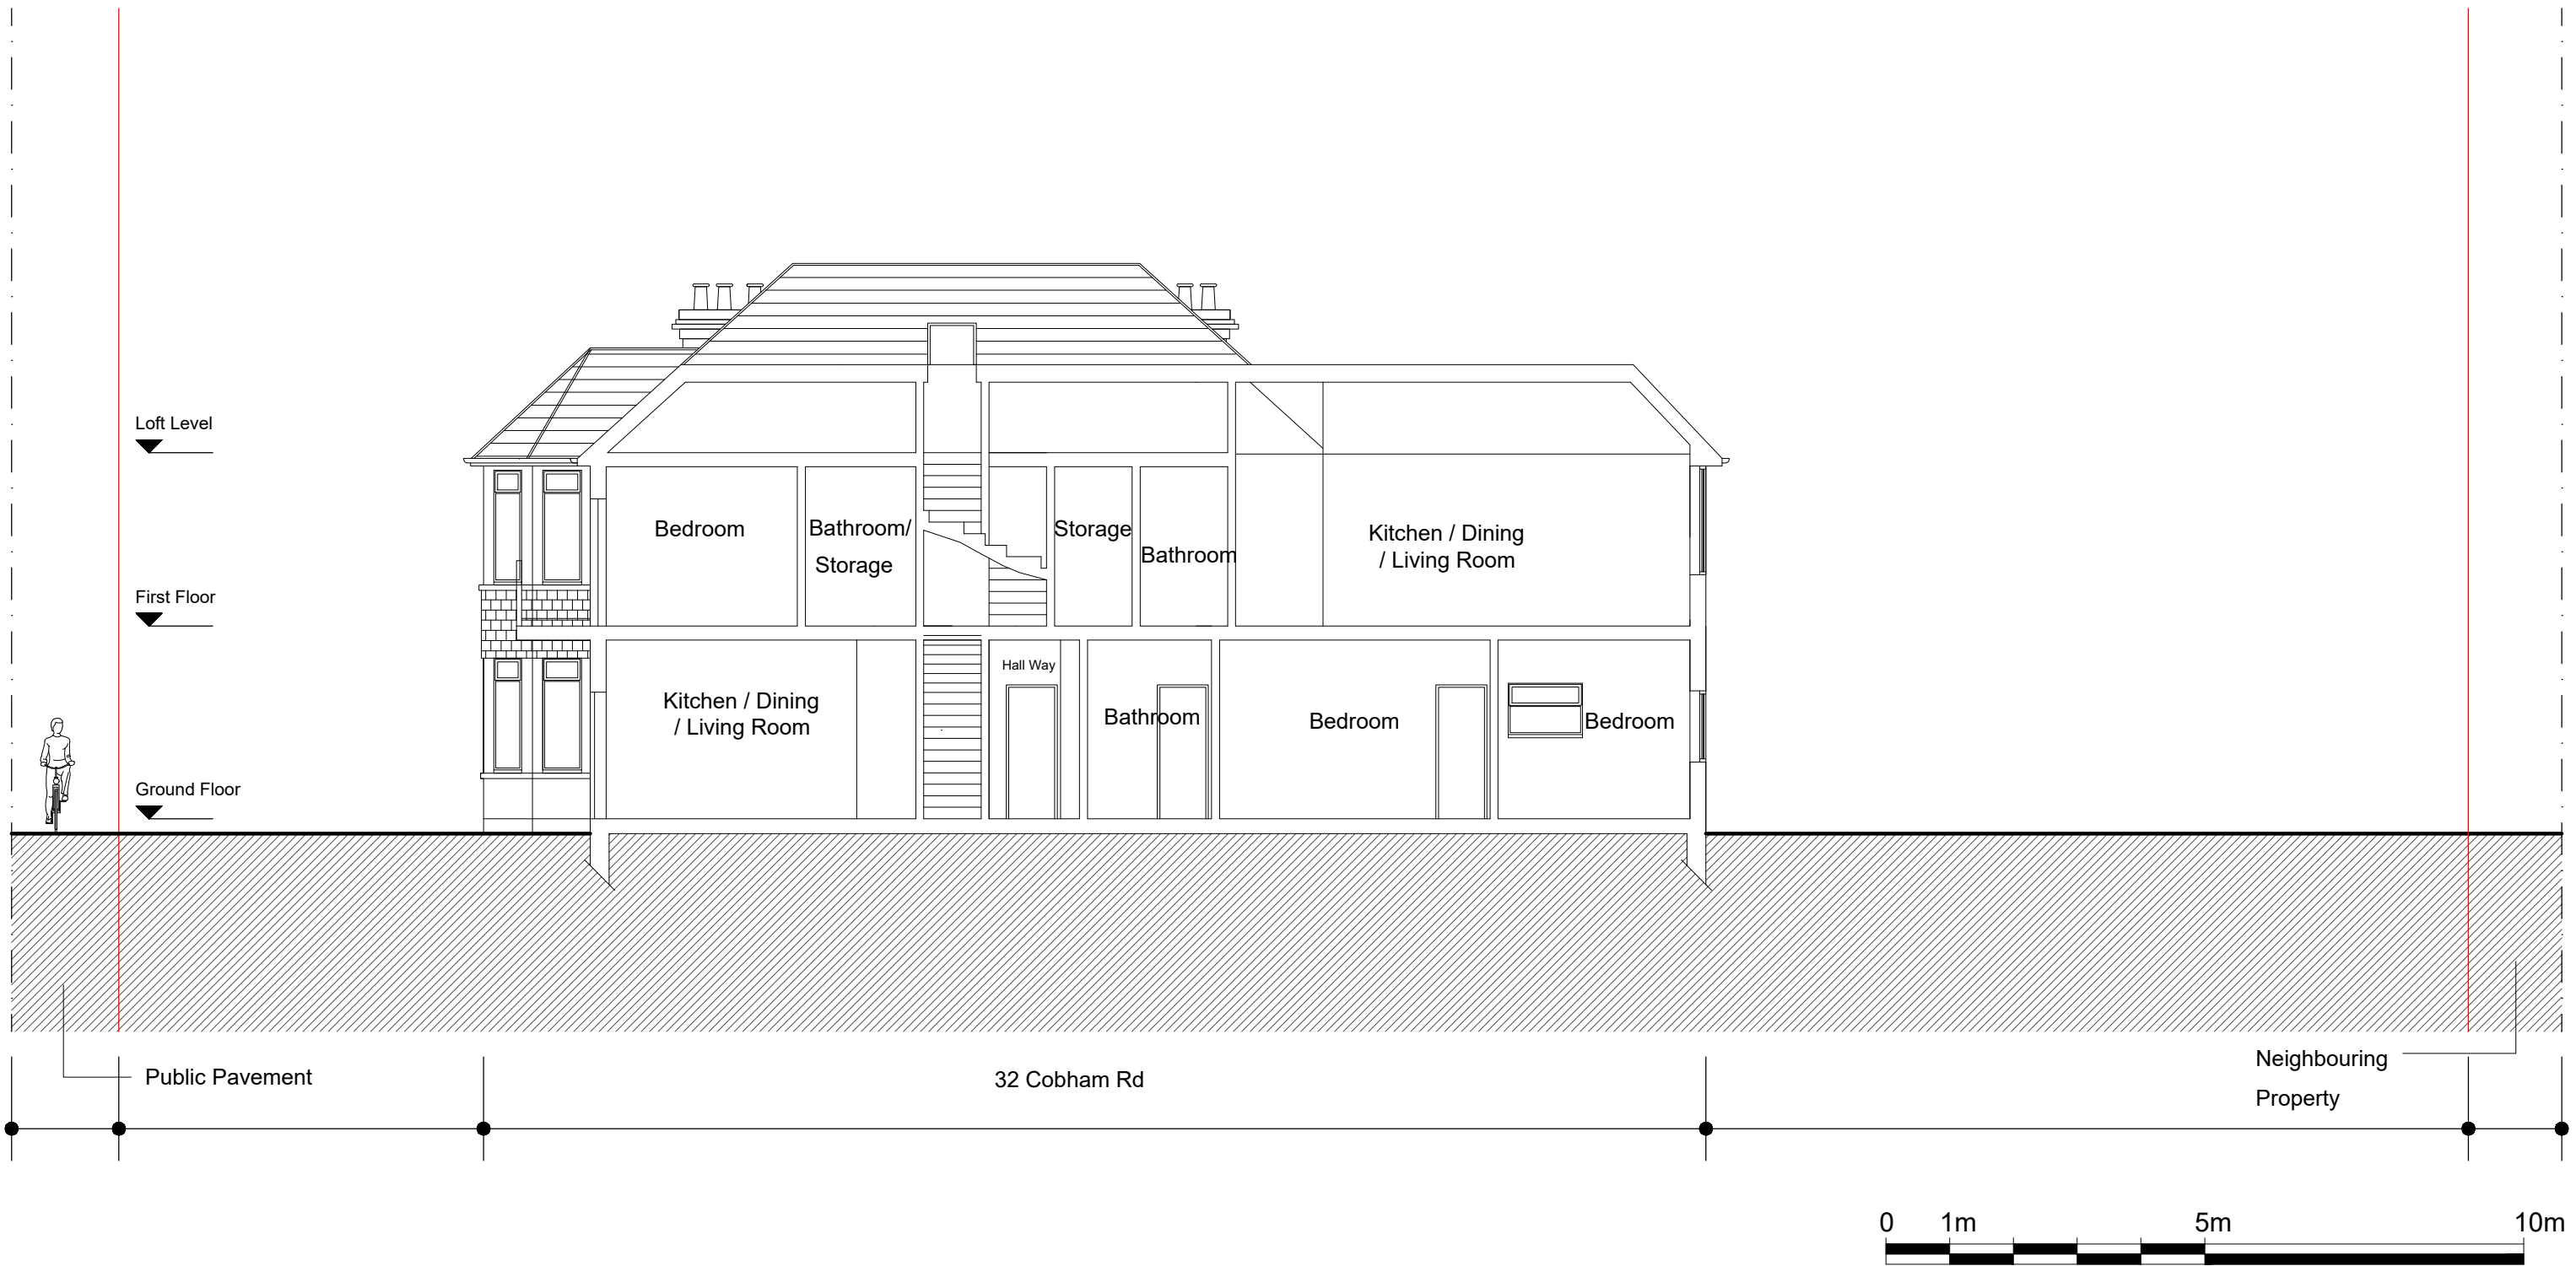 Loft Level
Bedroom
Bathroom/
Storage
Storage
Bathroom
Kitchen / Dining
/ Living Room
First Floor
Hall Way
Kitchen / Dining
/ Living Room
Bathroom
Bedroom
Bedroom
Ground Floor
Public Pavement
32 Cobham Rd
Neighbouring
Property
0 1m 5m 10m